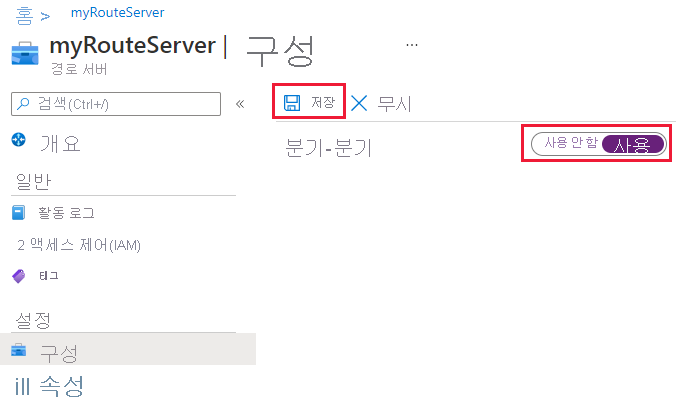 홈 > myRouteServer
myRouteServer | 구성 ...
경로 서버
검색(Ctrl+/) «
저장 무시
개요
분기-분기 사용 안 함 사용
일반
활동 로그
2 액세스 제어(IAM)
태그
설정
구성
ill 속성